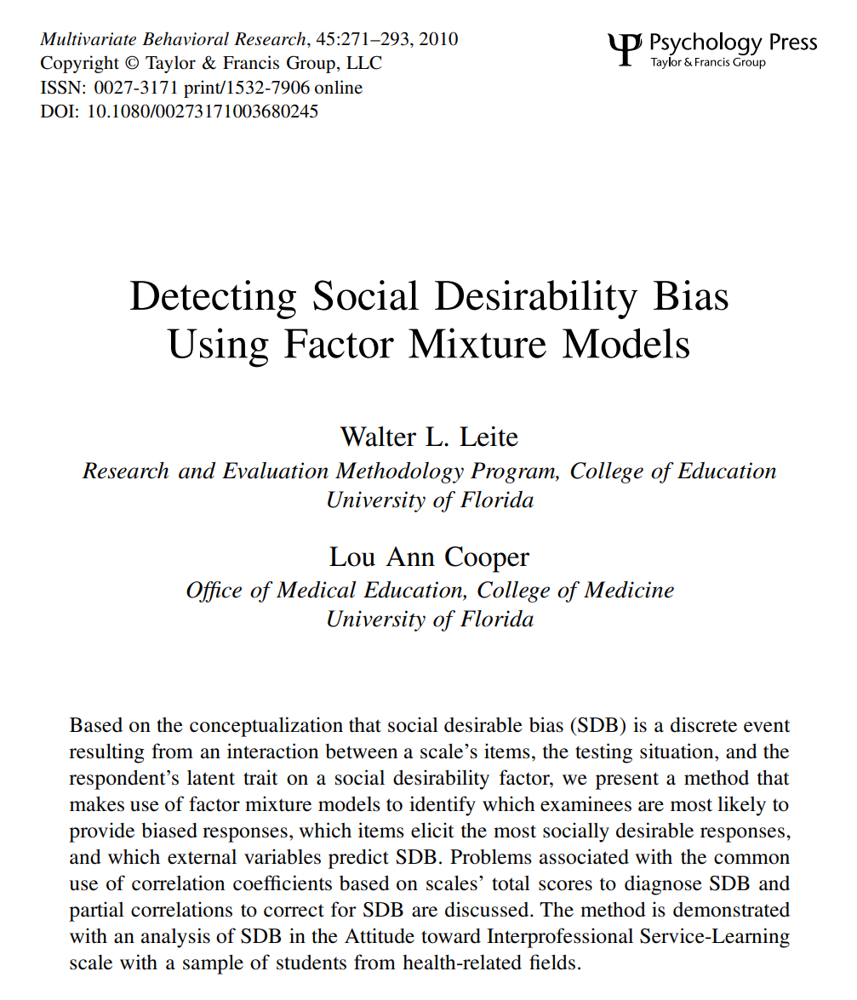 Multivariate Behavioral Research, 45:271–293, 2010
Copyright © Taylor & Francis Group, LLC
ISSN: 0027-3171 print/1532-7906 online
DOI: 10.1080/00273171003680245
Psychology Press
Taylor & Francis Group
Detecting Social Desirability Bias
Using Factor Mixture Models
Walter L. Leite
Research and Evaluation Methodology Program, College of Education
University of Florida
Lou Ann Cooper
Office of Medical Education, College of Medicine
University of Florida
Based on the conceptualization that social desirable bias (SDB) is a discrete event
resulting from an interaction between a scale's items, the testing situation, and the
respondent's latent trait on a social desirability factor, we present a method that
makes use of factor mixture models to identify which examinees are most likely to
provide biased responses, which items elicit the most socially desirable responses,
and which external variables predict SDB. Problems associated with the common
use of correlation coefficients based on scales' total scores to diagnose SDB and
partial correlations to correct for SDB are discussed. The method is demonstrated
with an analysis of SDB in the Attitude toward Interprofessional Service-Learning
scale with a sample of students from health-related fields.